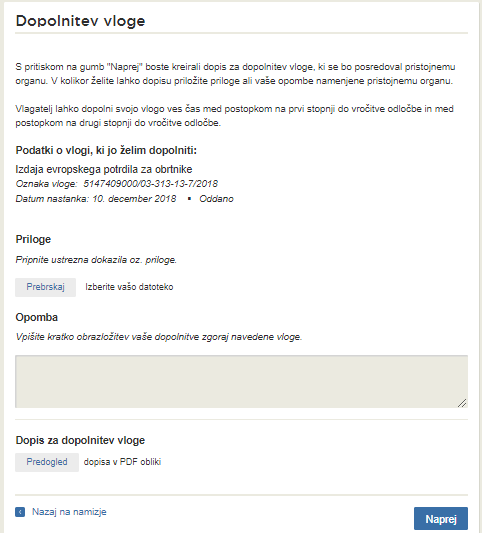 Dopolnitev vloge
S pritiskom na gumb "Naprej" boste kreirali dopis za dopolnitev vloge, ki se bo posredoval pristojnemu
organu. V kolikor želite lahko dopisu priložite priloge ali vaše opombe namenjene pristojnemu organu.
Vlagatelj lahko dopolni svojo vlogo ves čas med postopkom na prvi stopnji do vročitve odločbe in med
postopkom na drugi stopnji do vročitve odločbe.
Podatki o vlogi, ki jo želim dopolniti:
Izdaja evropskega potrdila za obrtnike
Oznaka vloge: 5147409000/03-313-13-7/2018
Datum nastanka: 10. december 2018 ▪ Oddano
Priloge
Pripnite ustrezna dokazila oz. priloge.
Prebrskaj Izberite vašo datoteko
Opomba
Vpišite kratko obrazložitev vaše dopolnitve zgoraj navedene vloge.
Dopis za dopolnitev vloge
Predogled dopisa v PDF obliki
Nazaj na namizje
Naprej